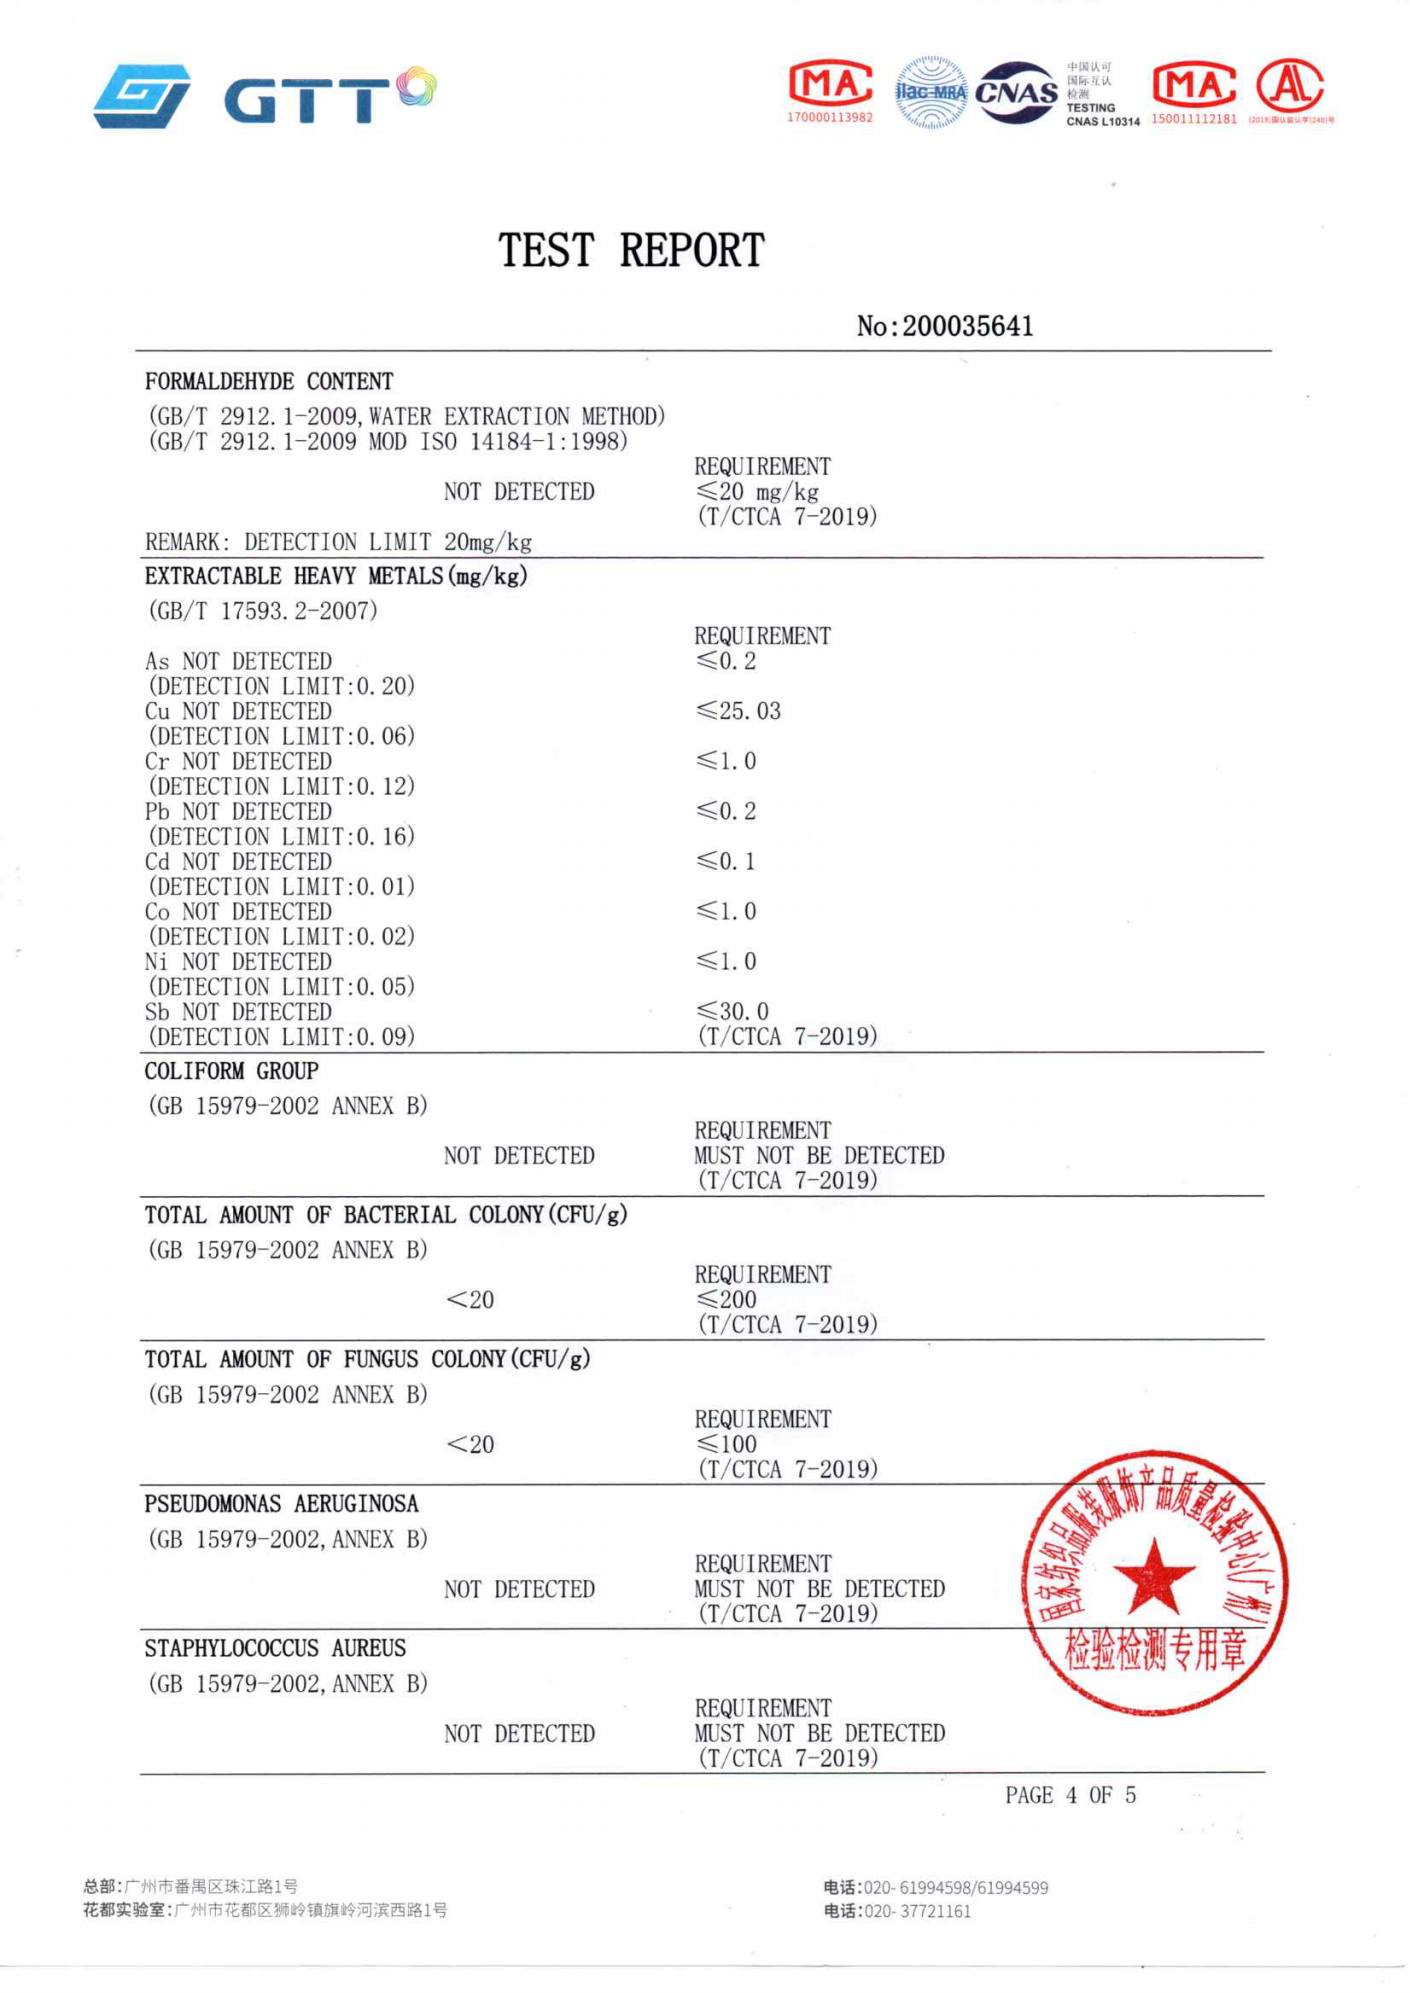 GTT
MA
170000113982
ilac-MRA
CNAS
中国认可
国际互认
检测
TESTING
CNAS L10314
MA
150011112181
AL
(2018)国认监认字(240)号
TEST REPORT
No:200035641
FORMALDEHYDE CONTENT
(GB/T 2912.1-2009,WATER EXTRACTION METHOD)
(GB/T 2912.1-2009 MOD ISO 14184-1:1998)
REQUIREMENT
NOT DETECTED ≤20 mg/kg
(T/CTCA 7-2019)
REMARK: DETECTION LIMIT 20mg/kg
EXTRACTABLE HEAVY METALS(mg/kg)
(GB/T 17593.2-2007)
REQUIREMENT
As NOT DETECTED ≤0.2
(DETECTION LIMIT:0.20)
Cu NOT DETECTED ≤25.03
(DETECTION LIMIT:0.06)
Cr NOT DETECTED ≤1.0
(DETECTION LIMIT:0.12)
Pb NOT DETECTED ≤0.2
(DETECTION LIMIT:0.16)
Cd NOT DETECTED ≤0.1
(DETECTION LIMIT:0.01)
Co NOT DETECTED ≤1.0
(DETECTION LIMIT:0.02)
Ni NOT DETECTED ≤1.0
(DETECTION LIMIT:0.05)
Sb NOT DETECTED ≤30.0
(DETECTION LIMIT:0.09) (T/CTCA 7-2019)
COLIFORM GROUP
(GB 15979-2002 ANNEX B)
REQUIREMENT
NOT DETECTED MUST NOT BE DETECTED
(T/CTCA 7-2019)
TOTAL AMOUNT OF BACTERIAL COLONY(CFU/g)
(GB 15979-2002 ANNEX B)
REQUIREMENT
<20 ≤200
(T/CTCA 7-2019)
TOTAL AMOUNT OF FUNGUS COLONY(CFU/g)
(GB 15979-2002 ANNEX B)
REQUIREMENT
<20 ≤100
(T/CTCA 7-2019)
PSEUDOMONAS AERUGINOSA
(GB 15979-2002,ANNEX B)
REQUIREMENT
NOT DETECTED MUST NOT BE DETECTED
(T/CTCA 7-2019)
国家纺织品服装服饰产品质量检验中心(广州)
检验检测专用章
STAPHYLOCOCCUS AUREUS
(GB 15979-2002,ANNEX B)
REQUIREMENT
NOT DETECTED MUST NOT BE DETECTED
(T/CTCA 7-2019)
PAGE 4 OF 5
总部:广州市番禺区珠江路1号 电话:020- 61994598/61994599
花都实验室:广州市花都区狮岭镇旗岭河滨西路1号 电话:020- 37721161